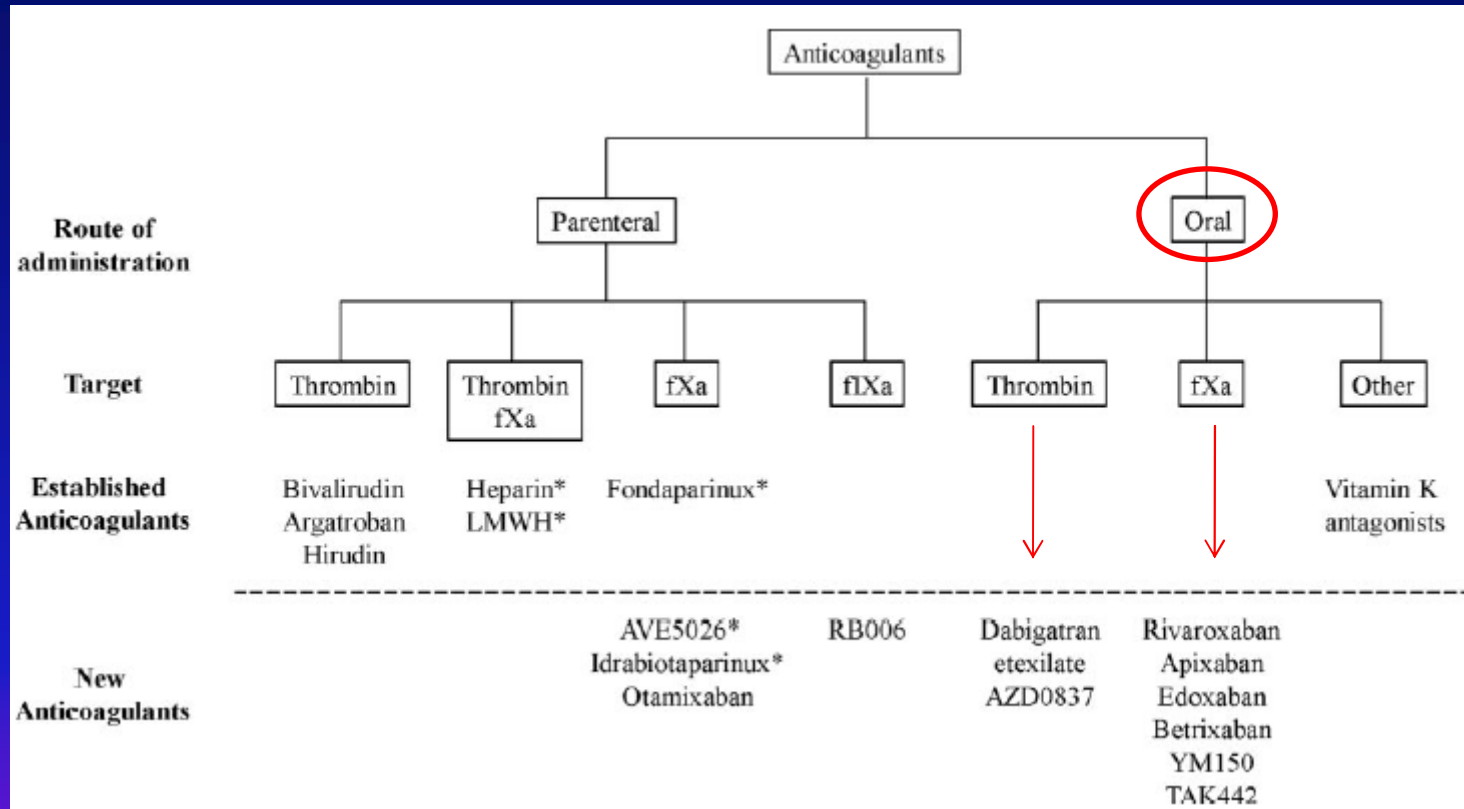 Anticoagulants
Route of
administration
Parenteral
Oral
Target
Thrombin
Thrombin
fXa
fXa
fIXa
Thrombin
fXa
Other
Established
Anticoagulants
Bivalirudin
Argatroban
Hirudin
Heparin*
LMWH*
Fondaparinux*
Vitamin K
antagonists
New
Anticoagulants
AVE5026*
Idrabiotaparinux*
Otamixaban
RB006
Dabigatran
etexilate
AZD0837
Rivaroxaban
Apixaban
Edoxaban
Betrixaban
YM150
TAK442